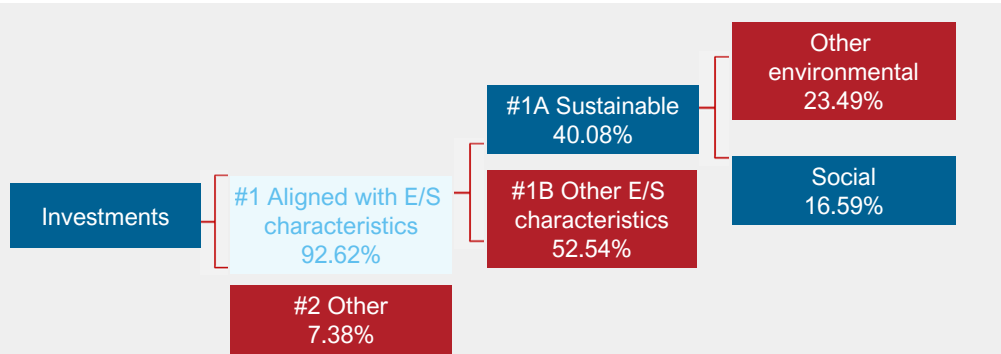 Investments
#1 Aligned with E/S
characteristics
92.62%
#2 Other
7.38%
#1A Sustainable
40.08%
#1B Other E/S
characteristics
52.54%
Other
environmental
23.49%
Social
16.59%